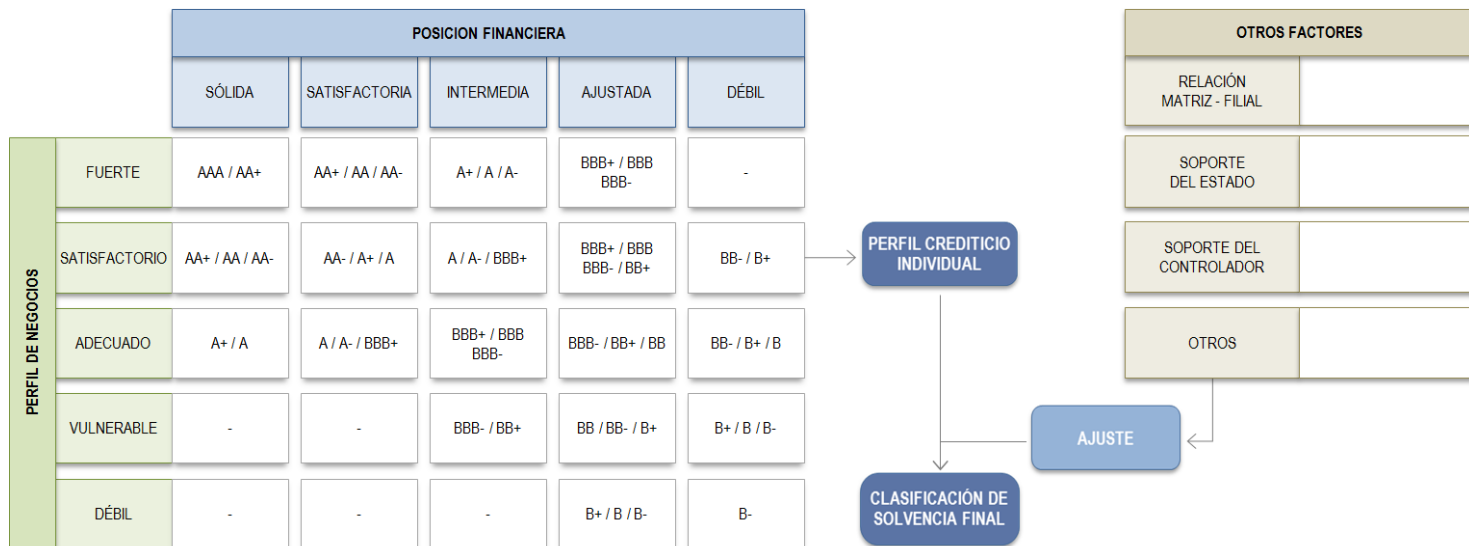 POSICION FINANCIERA
OTROS FACTORES
SÓLIDA
SATISFACTORIA
INTERMEDIA
AJUSTADA
DÉBIL
RELACIÓN
MATRIZ - FILIAL
PERFIL DE NEGOCIOS
FUERTE
AAA / AA+
AA+ / AA / AA-
A+ / A / A-
BBB+ / BBB
BBB-
-
SOPORTE
DEL ESTADO
SATISFACTORIO
AA+ / AA / AA-
AA- / A+ / A
A / A- / BBB+
BBB+ / BBB
BBB- / BB+
BB- / B+
PERFIL CREDITICIO
INDIVIDUAL
SOPORTE DEL
CONTROLADOR
ADECUADO
A+ / A
A / A- / BBB+
BBB+ / BBB
BBB-
BBB- / BB+ / BB
BB- / B+ / B
OTROS
VULNERABLE
-
-
BBB- / BB+
BB / BB- / B+
B+ / B / B-
AJUSTE
DÉBIL
-
-
-
B+ / B / B-
B-
CLASIFICACIÓN DE
SOLVENCIA FINAL